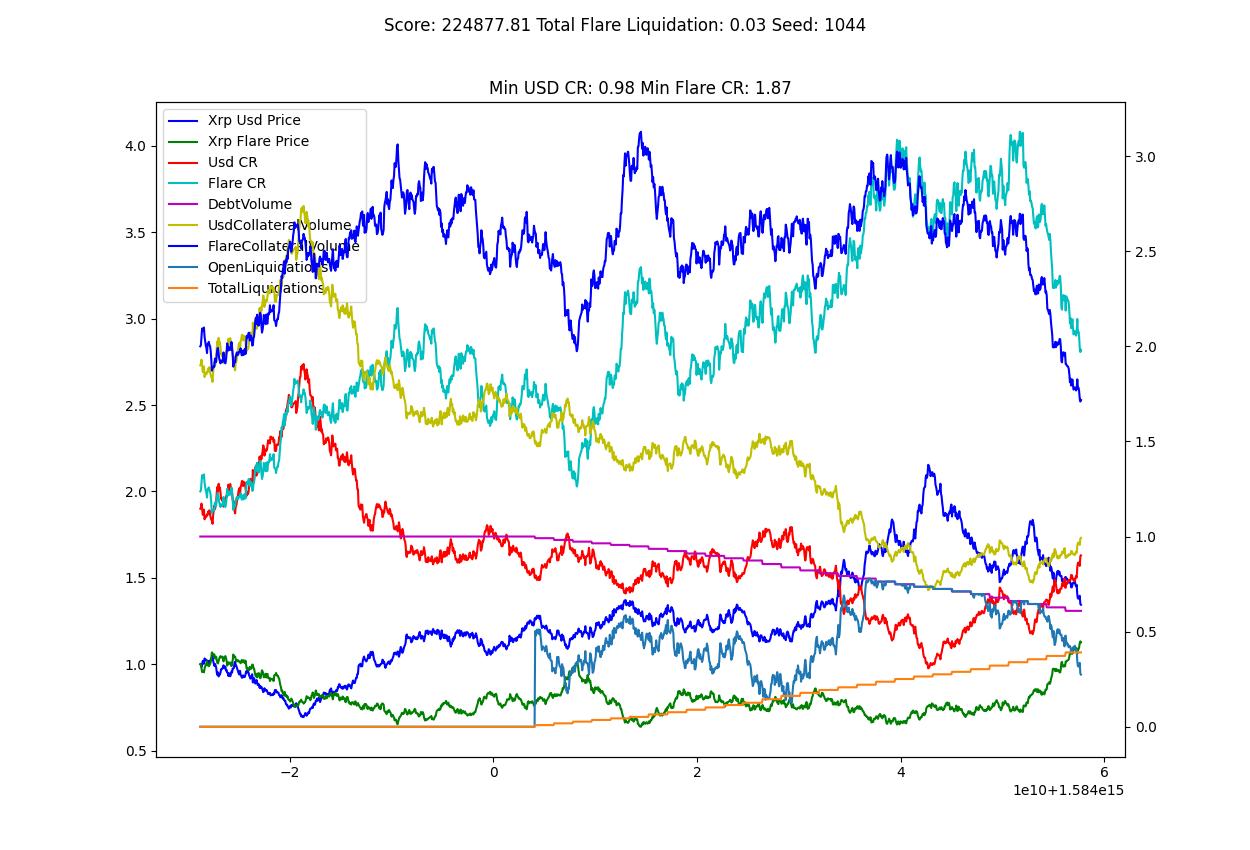 Score: 224877.81 Total Flare Liquidation: 0.03 Seed: 1044
Min USD CR: 0.98 Min Flare CR: 1.87
Xrp Usd Price
Xrp Flare Price
Usd CR
Flare CR
DebtVolume
UsdCollateralVolume
FlareCollateralVolume
OpenLiquidations
TotalLiquidations
4.0
3.5
3.0
2.5
2.0
1.5
1.0
0.5
3.0
2.5
2.0
1.5
1.0
0.5
0.0
−2
0
2
4
6
1e10+1.584e15